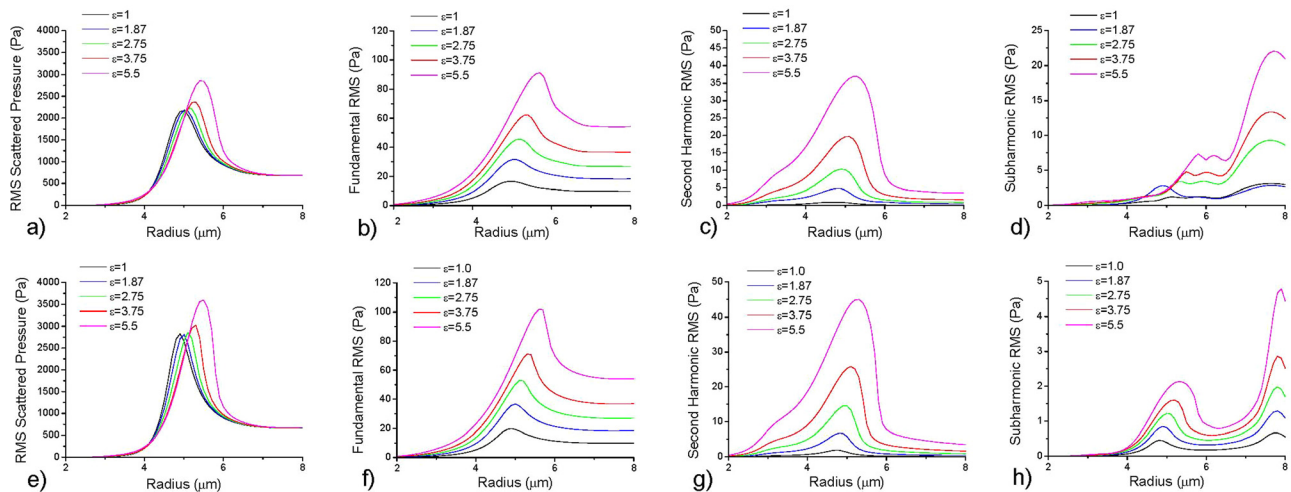 ε=1
ε=1.87
ε=2.75
ε=3.75
ε=5.5
RMS Scattered Pressure (Pa)
4000
3500
3000
2500
2000
1500
1000
500
0
2 4 6 8
Radius (μm)
a)
ε=1
ε=1.87
ε=2.75
ε=3.75
ε=5.5
Fundamental RMS (Pa)
120
100
80
60
40
20
0
2 4 6 8
Radius (μm)
b)
ε=1
ε=1.87
ε=2.75
ε=3.75
ε=5.5
Second Harmonic RMS (Pa)
50
45
40
35
30
25
20
15
10
5
0
2 4 6 8
Radius (μm)
c)
ε=1
ε=1.87
ε=2.75
ε=3.75
ε=5.5
Subharmonic RMS (Pa)
25
20
15
10
5
0
2 4 6 8
Radius (μm)
d)
ε=1
ε=1.87
ε=2.75
ε=3.75
ε=5.5
RMS Scattered Pressure (Pa)
4000
3500
3000
2500
2000
1500
1000
500
0
2 4 6 8
Radius (μm)
e)
ε=1.0
ε=1.87
ε=2.75
ε=3.75
ε=5.5
Fundamental RMS (Pa)
120
100
80
60
40
20
0
2 4 6 8
Radius (μm)
f)
ε=1.0
ε=1.87
ε=2.75
ε=3.75
ε=5.5
Second Harmonic RMS (Pa)
50
40
30
20
10
0
2 4 6 8
Radius (μm)
g)
ε=1.0
ε=1.87
ε=2.75
ε=3.75
ε=5.5
Subharmonic RMS (Pa)
5
4
3
2
1
0
2 4 6 8
Radius (μm)
h)